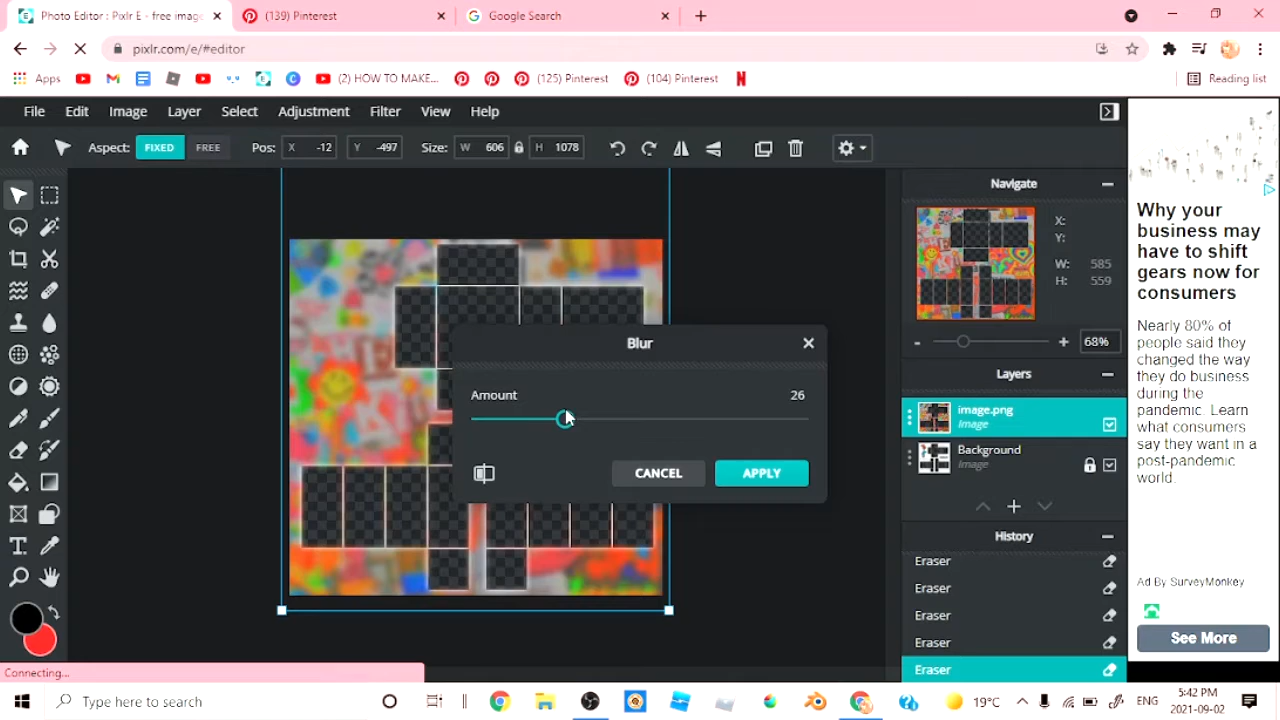 Photo Editor : Pixlr E - free image
(139) Pinterest
Google Search
pixlr.com/e/#editor
Apps
(2) HOW TO MAKE...
(125) Pinterest
(104) Pinterest
Reading list
File Edit Image Layer Select Adjustment Filter View Help
Aspect: FIXED FREE Pos: X -12 Y -497 Size: W 606 H 1078
Navigate
X:
Y:
W: 585
H: 559
68%
Layers
image.png
Image
Background
Image
History
Eraser
Eraser
Eraser
Eraser
Eraser
Blur
Amount 26
CANCEL APPLY
Why your
business may
have to shift
gears now for
consumers
Nearly 80% of
people said they
changed the way
they do business
during the
pandemic. Learn
what consumers
say they want in a
post-pandemic
world.
Ad By SurveyMonkey
See More
Connecting...
Type here to search
19°C
ENG
5:42 PM
2021-09-02